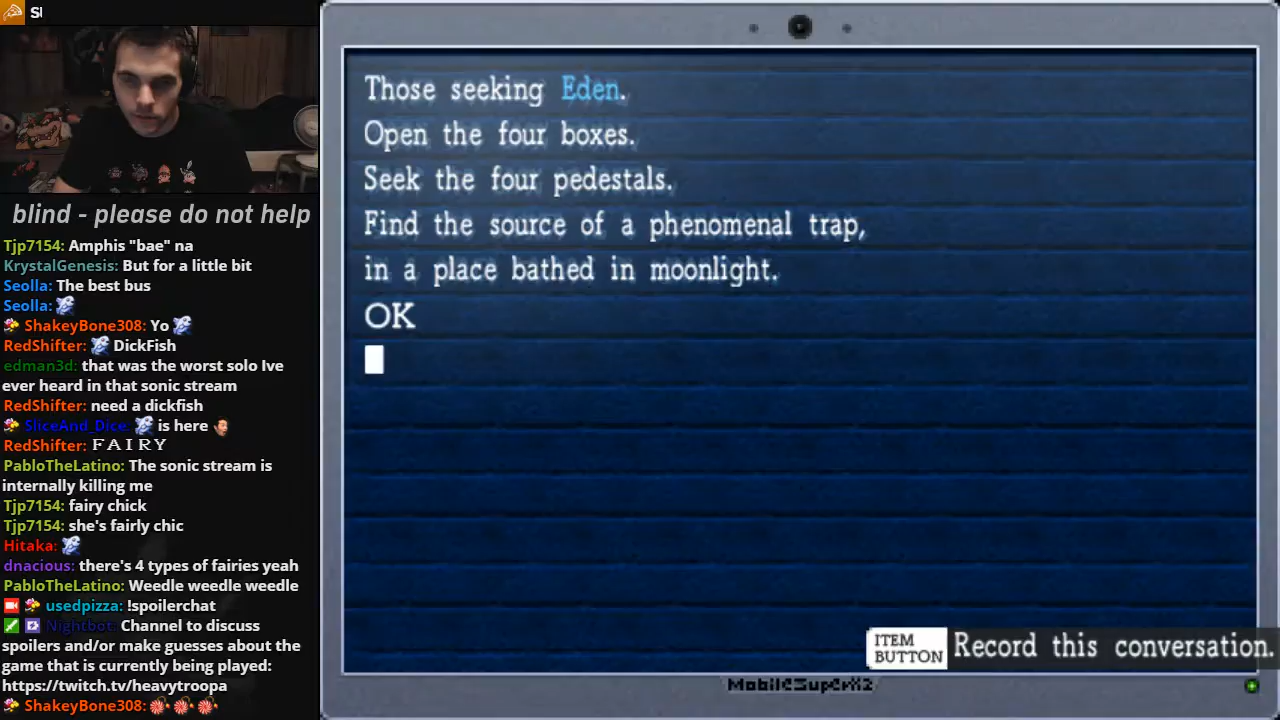 SI
blind - please do not help
Tjp7154: Amphis "bae" na
KrystalGenesis: But for a little bit
Seolla: The best bus
Seolla:
ShakeyBone308: Yo
RedShifter: DickFish
edman3d: that was the worst solo Ive
ever heard in that sonic stream
RedShifter: need a dickfish
SliceAnd_Dice: is here
RedShifter: F A I R Y
PabloTheLatino: The sonic stream is
internally killing me
Tjp7154: fairy chick
Tjp7154: she's fairly chic
Hitaka:
dnacious: there's 4 types of fairies yeah
PabloTheLatino: Weedle weedle weedle
usedpizza: !spoilerchat
Nightbot: Channel to discuss
spoilers and/or make guesses about the
game that is currently being played:
https://twitch.tv/heavytroopa
ShakeyBone308:
Those seeking Eden.
Open the four boxes.
Seek the four pedestals.
Find the source of a phenomenal trap,
in a place bathed in moonlight.
OK
ITEM
BUTTON
Record this conversation.
MobileSuperX2